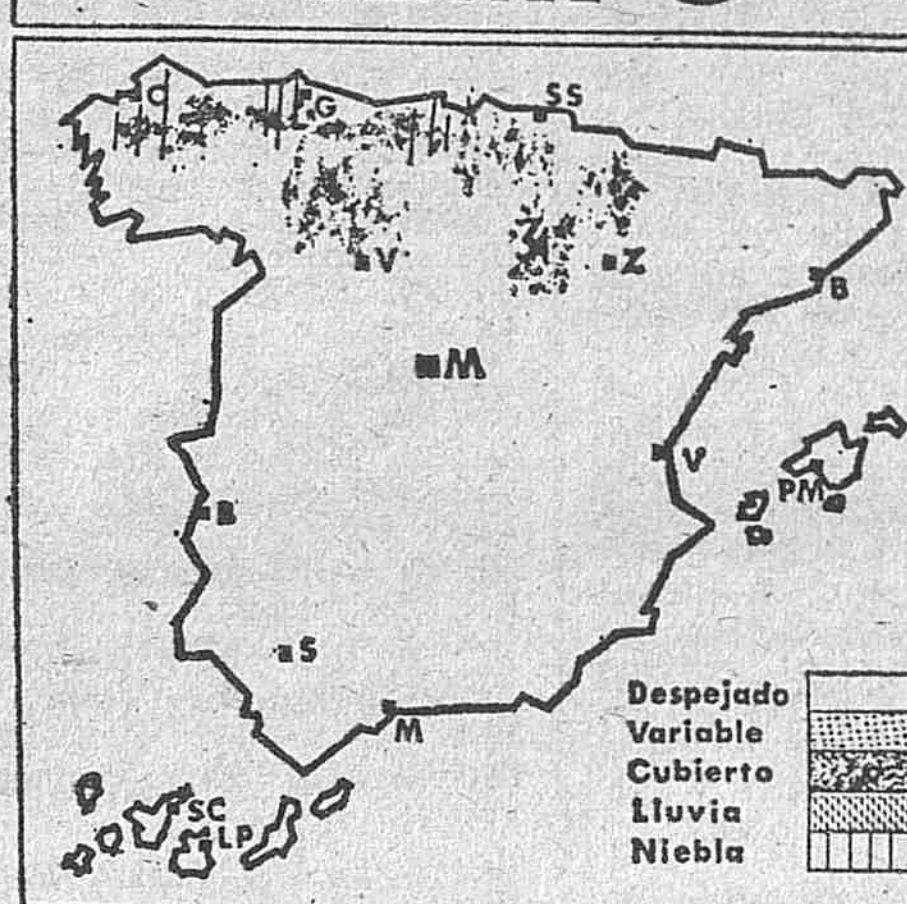 C
G
SS
V
Z
B
M
V
PM
B
S
M
SC
LP
Despejado
Variable
Cubierto
Lluvia
Niebla